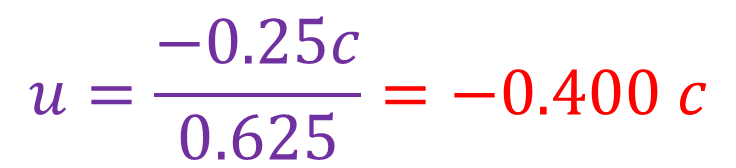 u = −0.25c / 0.625 = −0.400 c